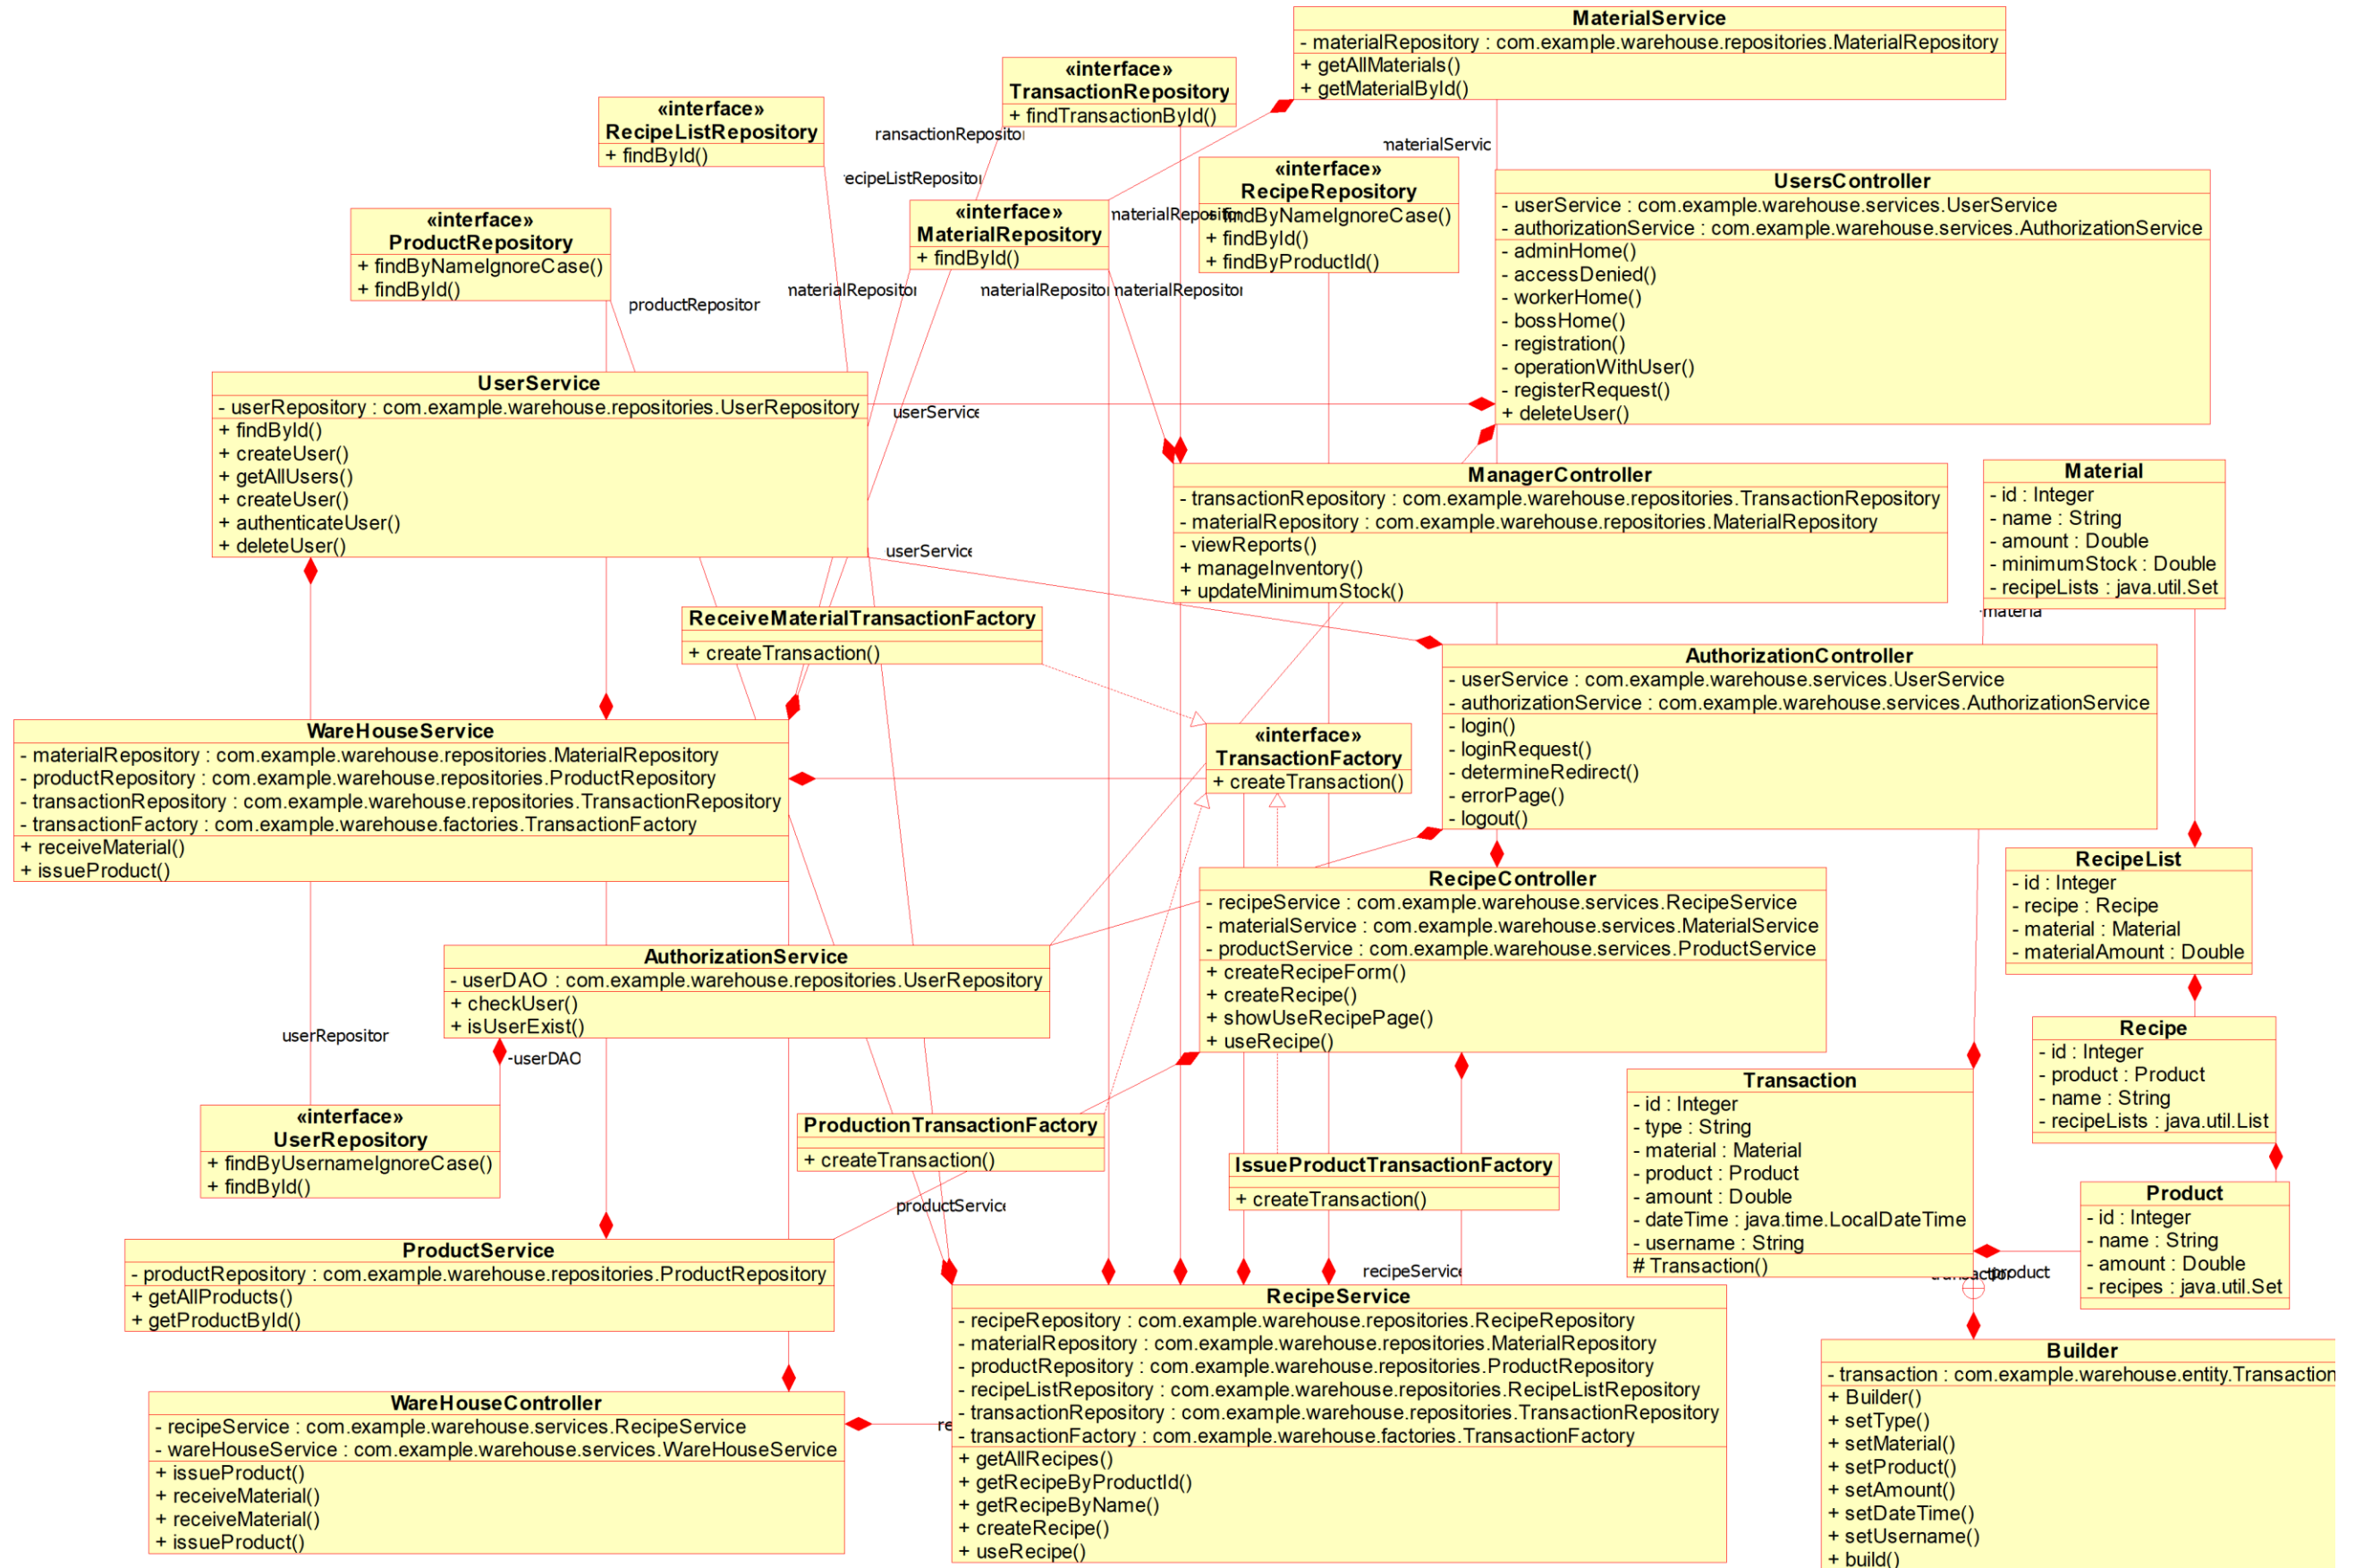 MaterialService
- materialRepository : com.example.warehouse.repositories.MaterialRepository
+ getAllMaterials()
+ getMaterialById()
«interface»
TransactionRepository
+ findTransactionById()
«interface»
RecipeListRepository
+ findById()
ransactionRepositor
materialServic
ecipeListRepositor
«interface»
RecipeRepository
+ findByNameIgnoreCase()
+ findById()
+ findByProductId()
UsersController
- userService : com.example.warehouse.services.UserService
- authorizationService : com.example.warehouse.services.AuthorizationService
- adminHome()
- accessDenied()
- workerHome()
- bossHome()
- registration()
- operationWithUser()
- registerRequest()
+ deleteUser()
«interface»
MaterialRepository
+ findById()
materialRepositor
«interface»
ProductRepository
+ findByNameIgnoreCase()
+ findById()
productRepositor
materialRepositor
materialRepositor
materialRepositor
UserService
- userRepository : com.example.warehouse.repositories.UserRepository
+ findById()
+ createUser()
+ getAllUsers()
+ createUser()
+ authenticateUser()
+ deleteUser()
userService
userService
ManagerController
- transactionRepository : com.example.warehouse.repositories.TransactionRepository
- materialRepository : com.example.warehouse.repositories.MaterialRepository
- viewReports()
+ manageInventory()
+ updateMinimumStock()
Material
- id : Integer
- name : String
- amount : Double
- minimumStock : Double
- recipeLists : java.util.Set
-materia
ReceiveMaterialTransactionFactory
+ createTransaction()
AuthorizationController
- userService : com.example.warehouse.services.UserService
- authorizationService : com.example.warehouse.services.AuthorizationService
- login()
- loginRequest()
- determineRedirect()
- errorPage()
- logout()
WareHouseService
- materialRepository : com.example.warehouse.repositories.MaterialRepository
- productRepository : com.example.warehouse.repositories.ProductRepository
- transactionRepository : com.example.warehouse.repositories.TransactionRepository
- transactionFactory : com.example.warehouse.factories.TransactionFactory
+ receiveMaterial()
+ issueProduct()
«interface»
TransactionFactory
+ createTransaction()
RecipeList
- id : Integer
- recipe : Recipe
- material : Material
- materialAmount : Double
RecipeController
- recipeService : com.example.warehouse.services.RecipeService
- materialService : com.example.warehouse.services.MaterialService
- productService : com.example.warehouse.services.ProductService
+ createRecipeForm()
+ createRecipe()
+ showUseRecipePage()
+ useRecipe()
AuthorizationService
- userDAO : com.example.warehouse.repositories.UserRepository
+ checkUser()
+ isUserExist()
userRepositor
-userDAO
Recipe
- id : Integer
- product : Product
- name : String
- recipeLists : java.util.List
Transaction
- id : Integer
- type : String
- material : Material
- product : Product
- amount : Double
- dateTime : java.time.LocalDateTime
- username : String
# Transaction()
«interface»
UserRepository
+ findByUsernameIgnoreCase()
+ findById()
ProductionTransactionFactory
+ createTransaction()
IssueProductTransactionFactory
+ createTransaction()
productService
Product
- id : Integer
- name : String
- amount : Double
- recipes : java.util.Set
ProductService
- productRepository : com.example.warehouse.repositories.ProductRepository
+ getAllProducts()
+ getProductById()
recipeService
product
RecipeService
- recipeRepository : com.example.warehouse.repositories.RecipeRepository
- materialRepository : com.example.warehouse.repositories.MaterialRepository
- productRepository : com.example.warehouse.repositories.ProductRepository
- recipeListRepository : com.example.warehouse.repositories.RecipeListRepository
- transactionRepository : com.example.warehouse.repositories.TransactionRepository
- transactionFactory : com.example.warehouse.factories.TransactionFactory
+ getAllRecipes()
+ getRecipeByProductId()
+ getRecipeByName()
+ createRecipe()
+ useRecipe()
Builder
- transaction : com.example.warehouse.entity.Transaction
+ Builder()
+ setType()
+ setMaterial()
+ setProduct()
+ setAmount()
+ setDateTime()
+ setUsername()
+ build()
WareHouseController
- recipeService : com.example.warehouse.services.RecipeService
- wareHouseService : com.example.warehouse.services.WareHouseService
+ issueProduct()
+ receiveMaterial()
+ receiveMaterial()
+ issueProduct()
re